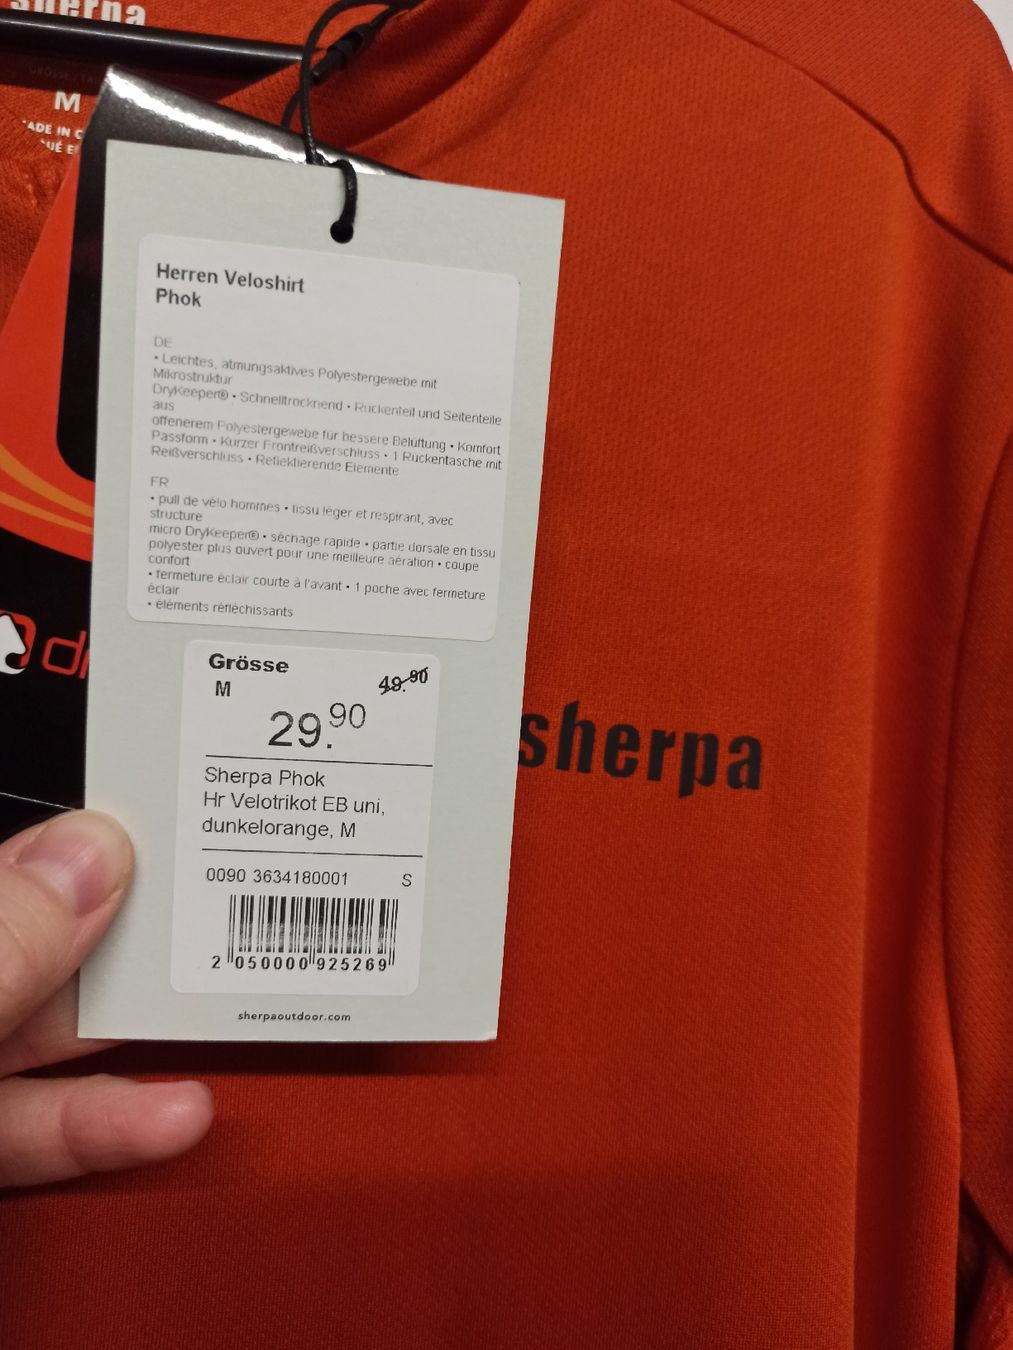 sherpa
M
Herren Veloshirt
Phok
DE
• Leichtes, atmungsaktives Polyestergewebe mit
Mikrostruktur
DryKeeper® • Schnelltrocknend • Rückenteil und Seitenteile
aus
offenerem Polyestergewebe für bessere Belüftung • Komfort
Passform • Kurzer Frontreißverschluss • 1 Rückentasche mit
Reißverschluss • Reflektierende Elemente
FR
• pull de vélo hommes • tissu léger et respirant, avec
structure
micro DryKeeper® • séchage rapide • partie dorsale en tissu
polyester plus ouvert pour une meilleure aération • coupe
confort
• fermeture éclair courte à l'avant • 1 poche avec fermeture
éclair
• éléments réfléchissants
Grösse
M
49.90
29.90
Sherpa Phok
Hr Velotrikot EB uni,
dunkelorange, M
0090 3634180001 S
2 050000 925269
sherpaoutdoor.com
sherpa